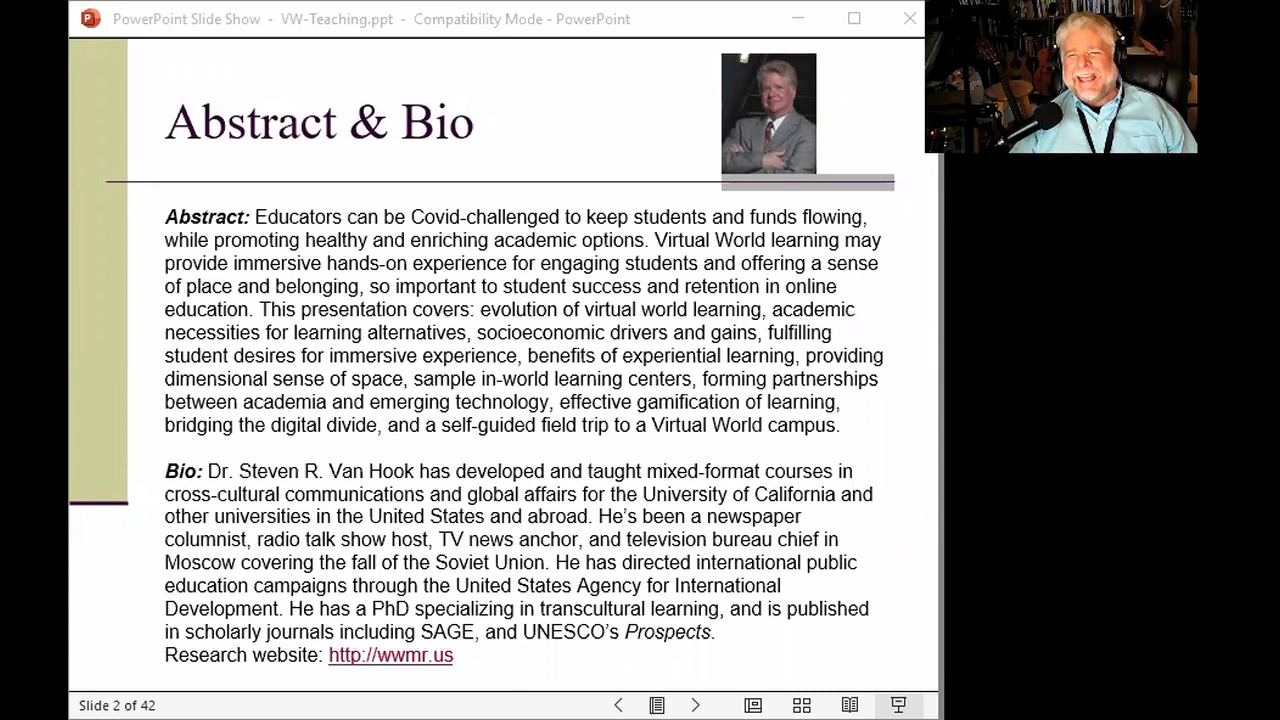 PowerPoint Slide Show - VW-Teaching.ppt - Compatibility Mode - PowerPoint
Abstract & Bio
Abstract: Educators can be Covid-challenged to keep students and funds flowing,
while promoting healthy and enriching academic options. Virtual World learning may
provide immersive hands-on experience for engaging students and offering a sense
of place and belonging, so important to student success and retention in online
education. This presentation covers: evolution of virtual world learning, academic
necessities for learning alternatives, socioeconomic drivers and gains, fulfilling
student desires for immersive experience, benefits of experiential learning, providing
dimensional sense of space, sample in-world learning centers, forming partnerships
between academia and emerging technology, effective gamification of learning,
bridging the digital divide, and a self-guided field trip to a Virtual World campus.
Bio: Dr. Steven R. Van Hook has developed and taught mixed-format courses in
cross-cultural communications and global affairs for the University of California and
other universities in the United States and abroad. He's been a newspaper
columnist, radio talk show host, TV news anchor, and television bureau chief in
Moscow covering the fall of the Soviet Union. He has directed international public
education campaigns through the United States Agency for International
Development. He has a PhD specializing in transcultural learning, and is published
in scholarly journals including SAGE, and UNESCO's Prospects.
Research website: http://wwmr.us
Slide 2 of 42